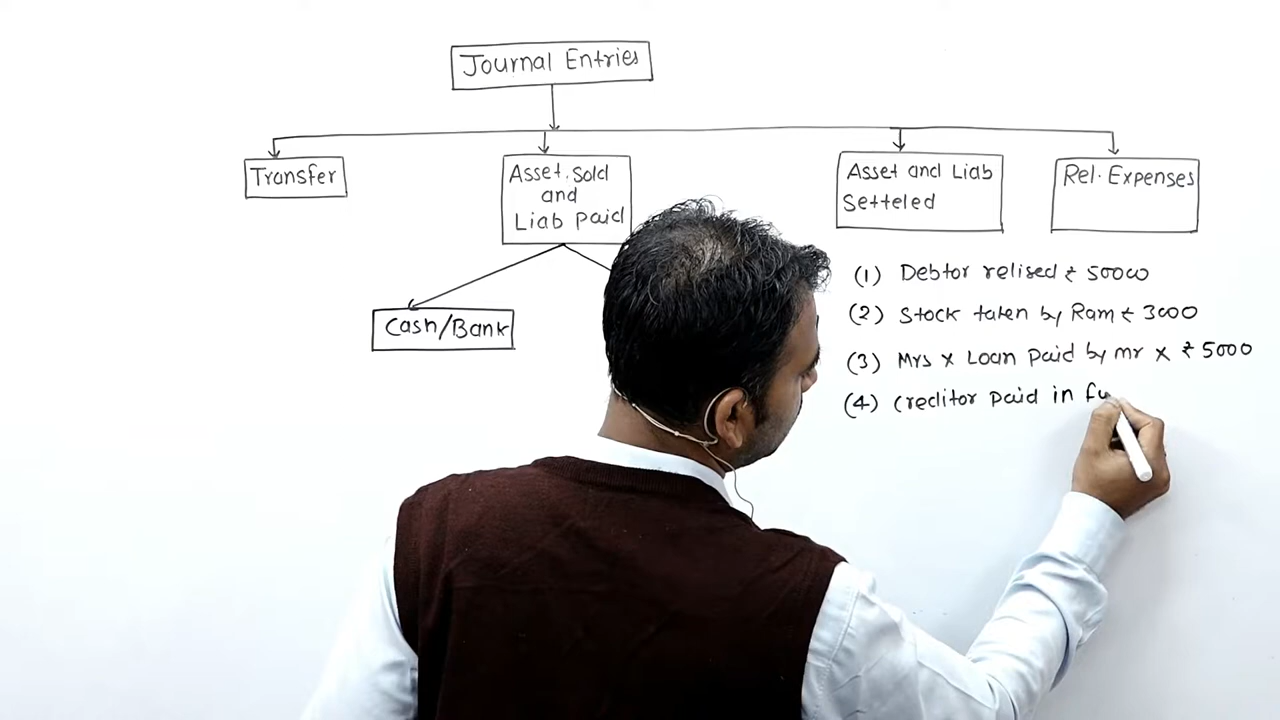 Journal Entries
Transfer
Asset. Sold
and
Liab paid
Asset and Liab
Setteled
Rel. Expenses
Cash/Bank
(1) Debtor relised ₹ 50000
(2) Stock taken by Ram ₹ 3000
(3) Mrs x Loan paid by mr x ₹ 5000
(4) Creditor paid in fu